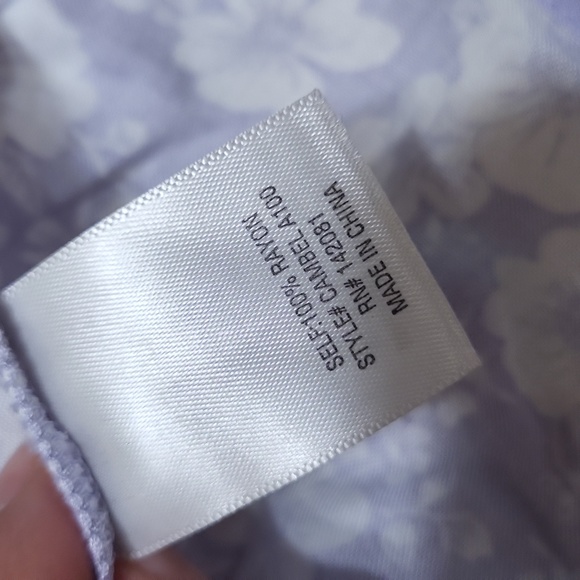 SELF:100% RAYON
STYLE# CAMBEL A100
RN# 142081
MADE IN CHINA